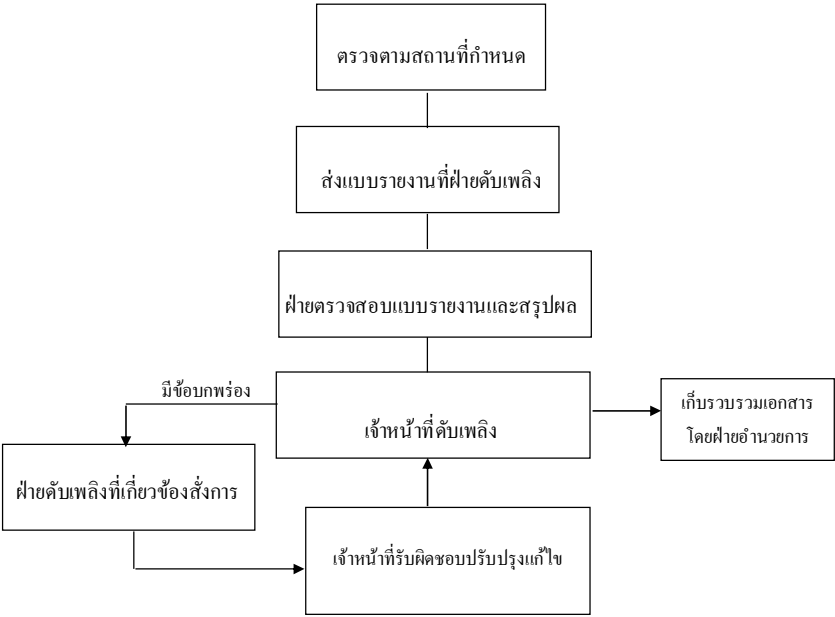 ตรวจตามสถานที่กำหนด
ส่งแบบรายงานที่ฝ่ายดับเพลิง
ฝ่ายตรวจสอบแบบรายงานและสรุปผล
มีข้อบกพร่อง
เจ้าหน้าที่ดับเพลิง
เก็บรวบรวมเอกสาร
โดยฝ่ายอำนวยการ
ฝ่ายดับเพลิงที่เกี่ยวข้องสั่งการ
เจ้าหน้าที่รับผิดชอบปรับปรุงแก้ไข